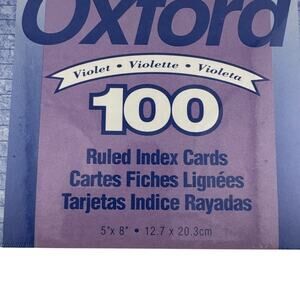 Oxford
Violet • Violette • Violeta
100
Ruled Index Cards
Cartes Fiches Lignées
Tarjetas Indice Rayadas
5"x 8" • 12.7 x 20.3cm